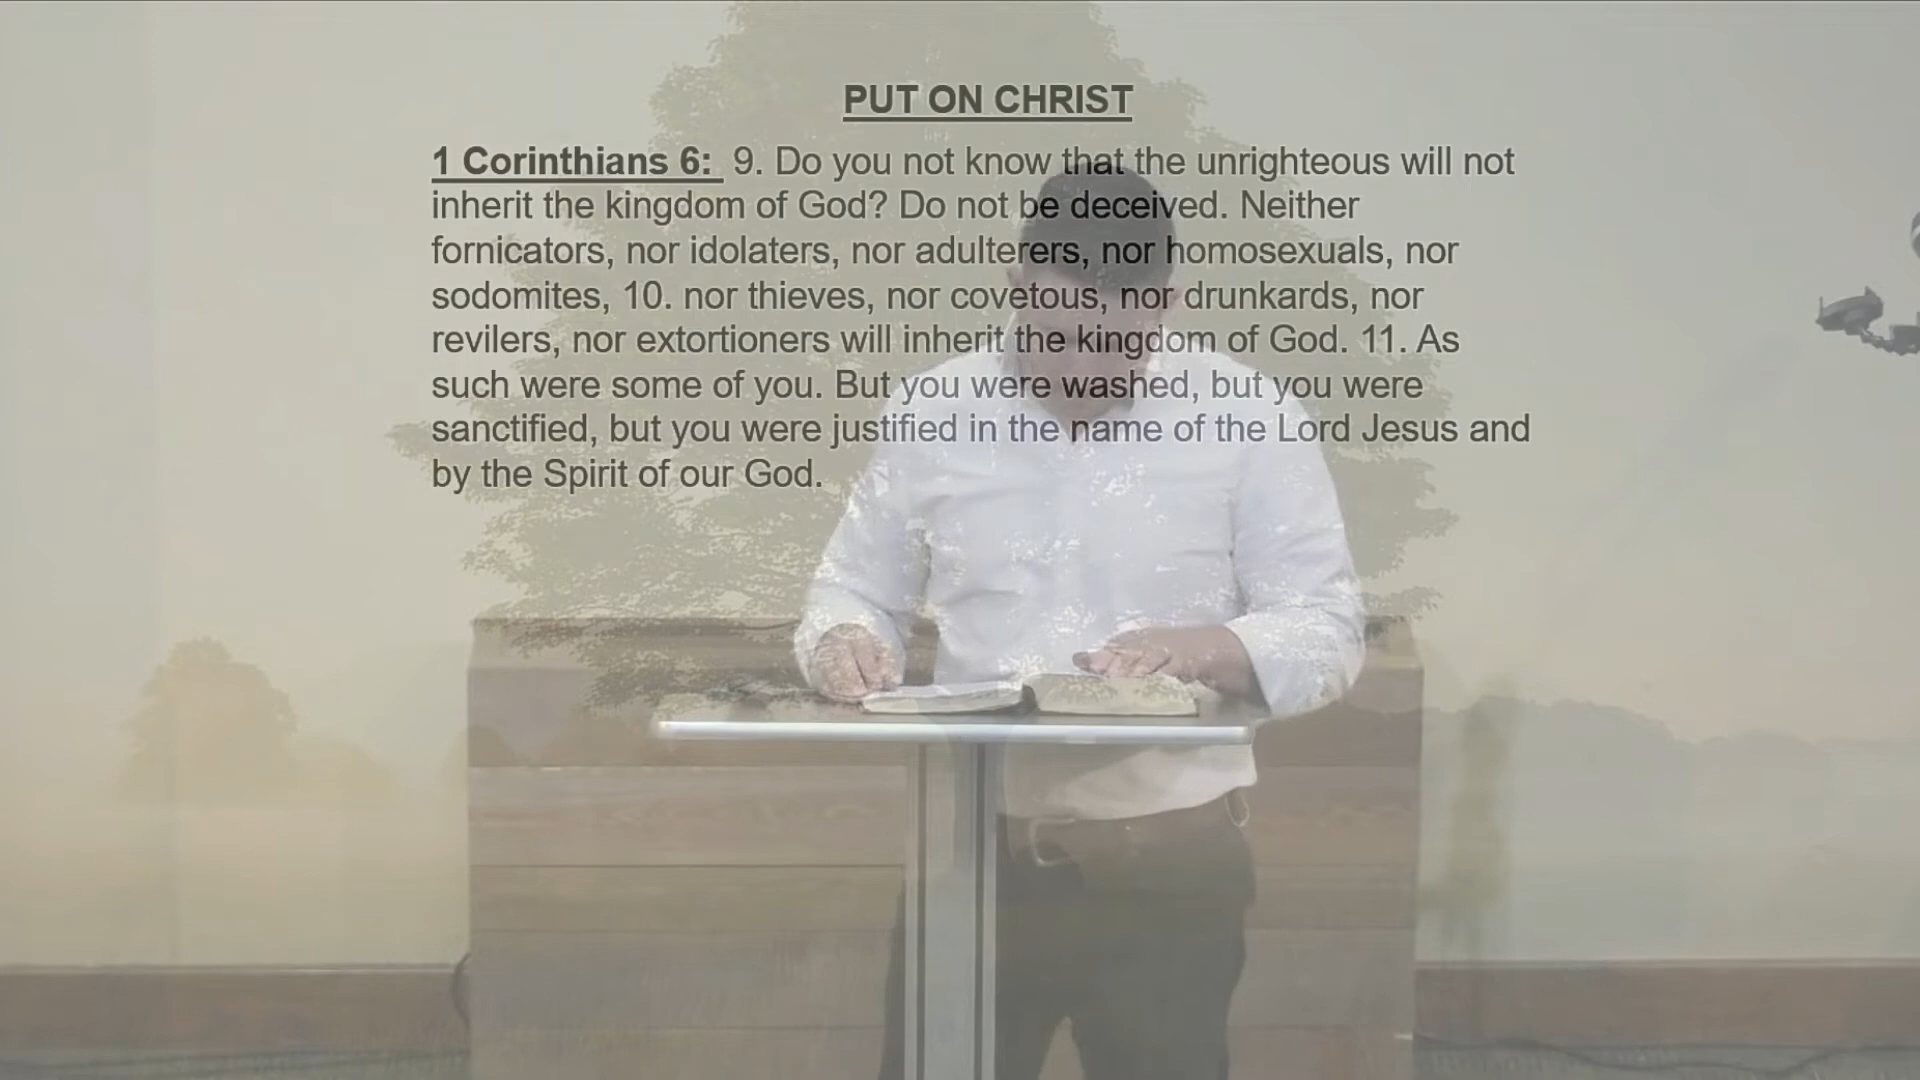 PUT ON CHRIST
1 Corinthians 6: 9. Do you not know that the unrighteous will not
inherit the kingdom of God? Do not be deceived. Neither
fornicators, nor idolaters, nor adulterers, nor homosexuals, nor
sodomites, 10. nor thieves, nor covetous, nor drunkards, nor
revilers, nor extortioners will inherit the kingdom of God. 11. As
such were some of you. But you were washed, but you were
sanctified, but you were justified in the name of the Lord Jesus and
by the Spirit of our God.